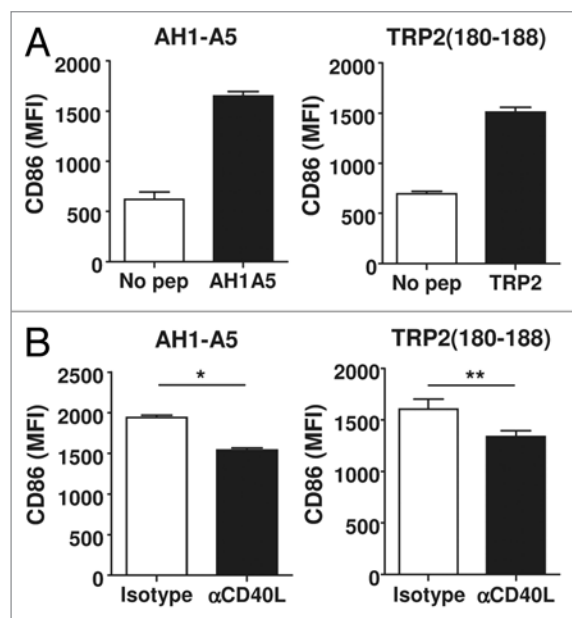 A
AH1-A5
CD86 (MFI)
2000
1500
1000
500
0
No pep AH1A5
TRP2(180-188)
CD86 (MFI)
2000
1500
1000
500
0
No pep TRP2
B
AH1-A5
CD86 (MFI)
2500
2000
1500
1000
500
0
*
Isotype αCD40L
TRP2(180-188)
CD86 (MFI)
2000
1500
1000
500
0
**
Isotype αCD40L